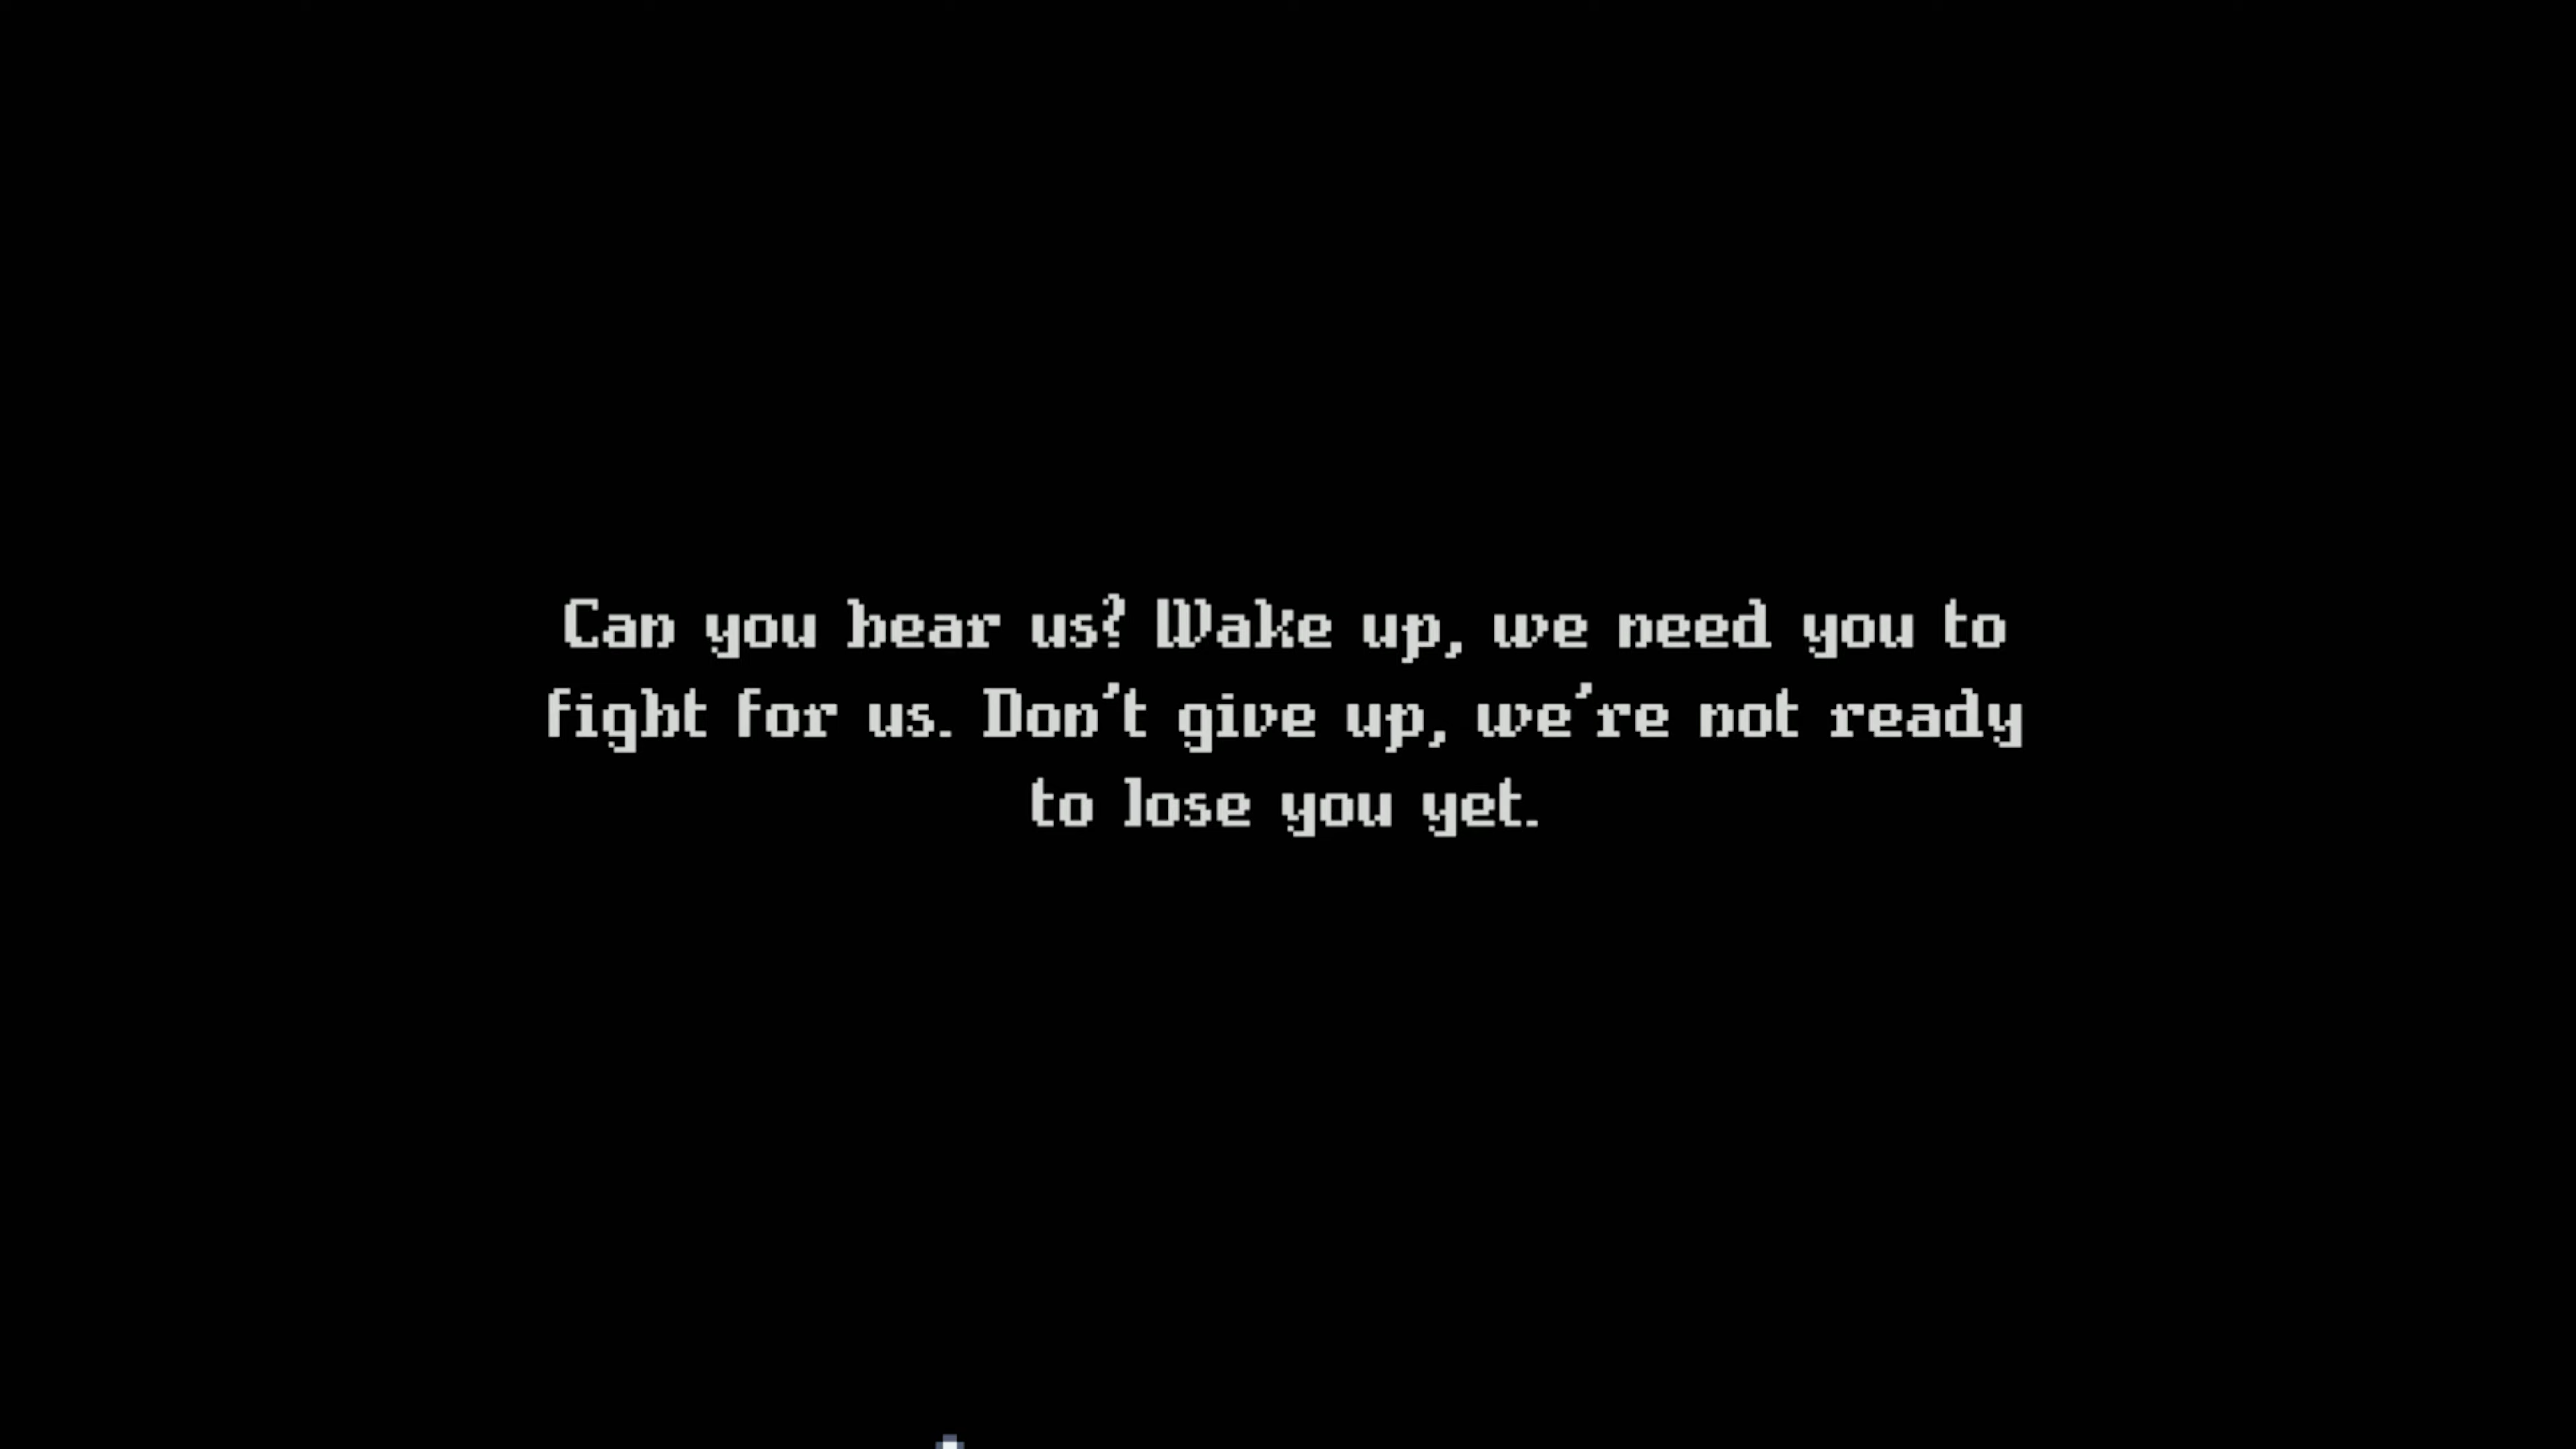 Can you hear us? Wake up, we need you to
fight for us. Don't give up, we're not ready
to lose you yet.